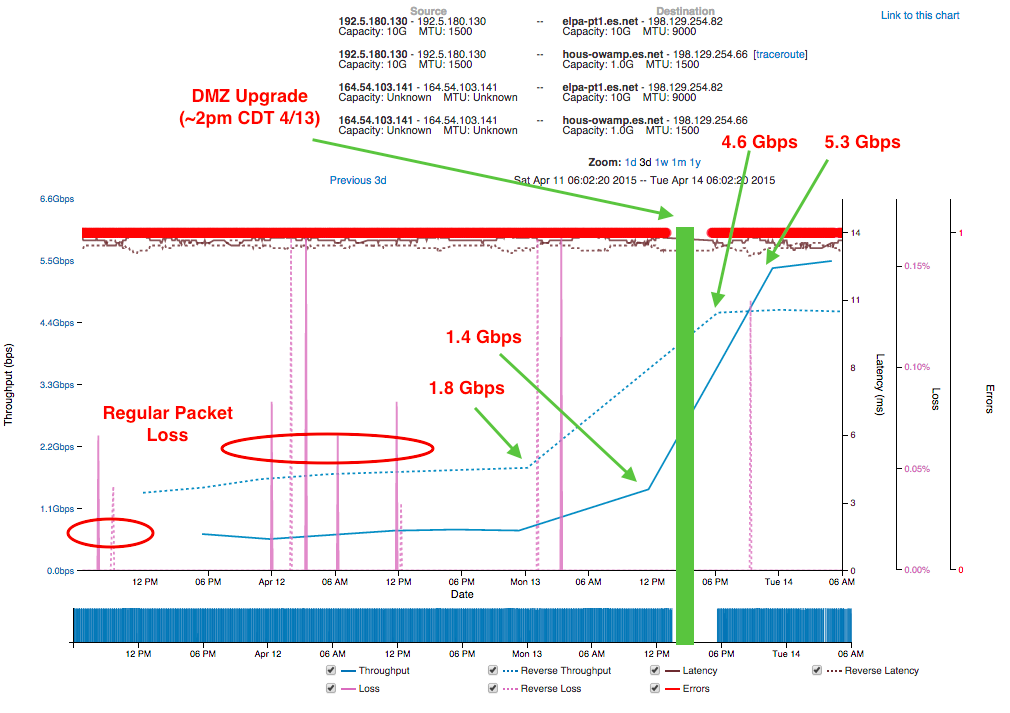 Source Destination
192.5.180.130 - 192.5.180.130 -- elpa-pt1.es.net - 198.129.254.82
Capacity: 10G MTU: 1500 Capacity: 10G MTU: 9000
192.5.180.130 - 192.5.180.130 -- hous-owamp.es.net - 198.129.254.66 [traceroute]
Capacity: 10G MTU: 1500 Capacity: 1.0G MTU: 1500
164.54.103.141 - 164.54.103.141 -- elpa-pt1.es.net - 198.129.254.82
Capacity: Unknown MTU: Unknown Capacity: 10G MTU: 9000
164.54.103.141 - 164.54.103.141 -- hous-owamp.es.net - 198.129.254.66
Capacity: Unknown MTU: Unknown Capacity: 1.0G MTU: 1500
Link to this chart
DMZ Upgrade
(~2pm CDT 4/13)
4.6 Gbps 5.3 Gbps
Zoom: 1d 3d 1w 1m 1y
Previous 3d Sat Apr 11 06:02:20 2015 -- Tue Apr 14 06:02:20 2015
6.6Gbps
5.5Gbps
4.4Gbps
3.3Gbps
2.2Gbps
1.1Gbps
0.0bps
Throughput (bps)
1.4 Gbps
1.8 Gbps
Regular Packet
Loss
14
11
8
6
3
0
Latency (ms)
0.15%
0.10%
0.05%
0.00%
Loss
1
0
Errors
12 PM 06 PM Apr 12 06 AM 12 PM 06 PM Mon 13 06 AM 12 PM 06 PM Tue 14 06 AM
Date
12 PM 06 PM Apr 12 06 AM 12 PM 06 PM Mon 13 06 AM 12 PM 06 PM Tue 14 06 AM
Throughput Reverse Throughput Latency Reverse Latency
Loss Reverse Loss Errors